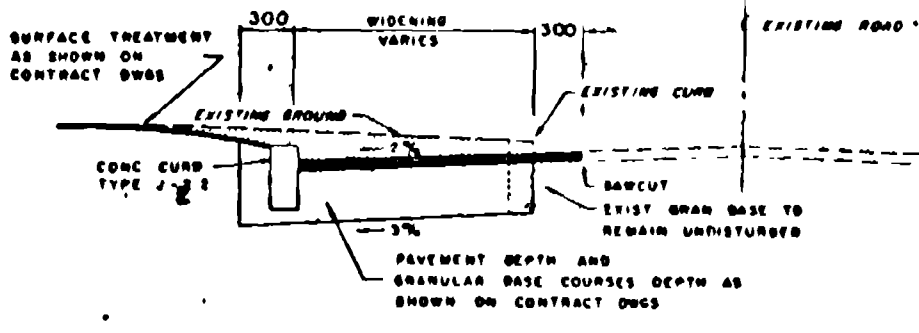 300
WIDENING
VARIES
300
EXISTING ROAD
SURFACE TREATMENT
AS SHOWN ON
CONTRACT DWGS
EXISTING CURB
EXISTING GROUND
2%
CONC CURB
TYPE
SAWCUT
EXIST GRAN BASE TO
REMAIN UNDISTURBED
3%
PAVEMENT DEPTH AND
GRANULAR BASE COURSES DEPTH AS
SHOWN ON CONTRACT DWGS